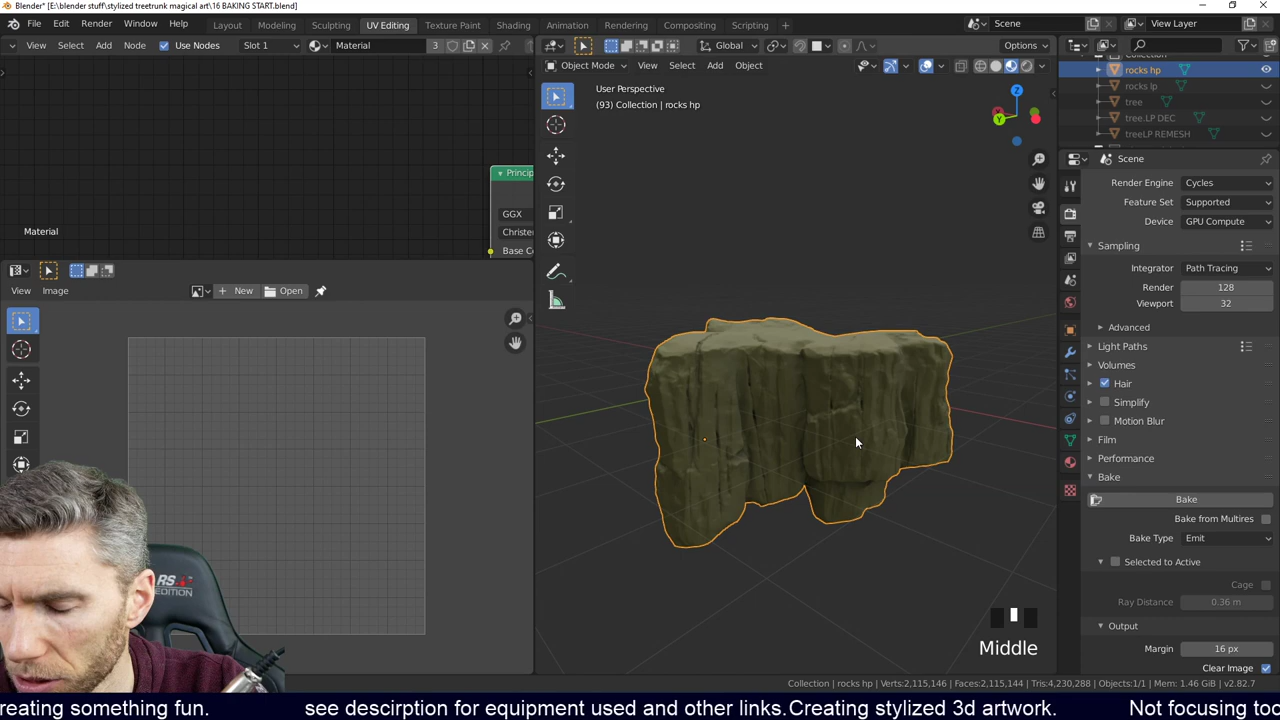 Blender* [E:\blender stuff\stylized treetrunk magical art\16 BAKING START.blend]
File Edit Render Window Help Layout Modeling Sculpting UV Editing Texture Paint Shading Animation Rendering Compositing Scripting Scene View Layer
View Select Add Node Use Nodes Slot 1 Material 3 Global Options
Object Mode View Select Add Object
User Perspective
(93) Collection | rocks hp
Collection
rocks hp
rocks lp
tree
tree.LP DEC
treeLP REMESH
Scene
Render Engine Cycles
Feature Set Supported
Device GPU Compute
Sampling
Integrator Path Tracing
Render 128
Viewport 32
Advanced
Light Paths
Volumes
Hair
Simplify
Motion Blur
Film
Performance
Bake
Bake
Bake from Multires
Bake Type Emit
Selected to Active
Cage
Ray Distance 0.36 m
Output
Margin 16 px
Clear Image
Princip
GGX
Christe
Base Co
Material
View Image New Open
X
Y
Z
RS
EDITION
Middle
Collection | rocks hp | Verts:2,115,146 | Faces:2,115,144 | Tris:4,230,288 | Objects:1/1 | Mem: 1.46 GiB | v2.82.7
reating something fun. see descirption for equipment used and other links. Creating stylized 3d artwork. Not focusing too